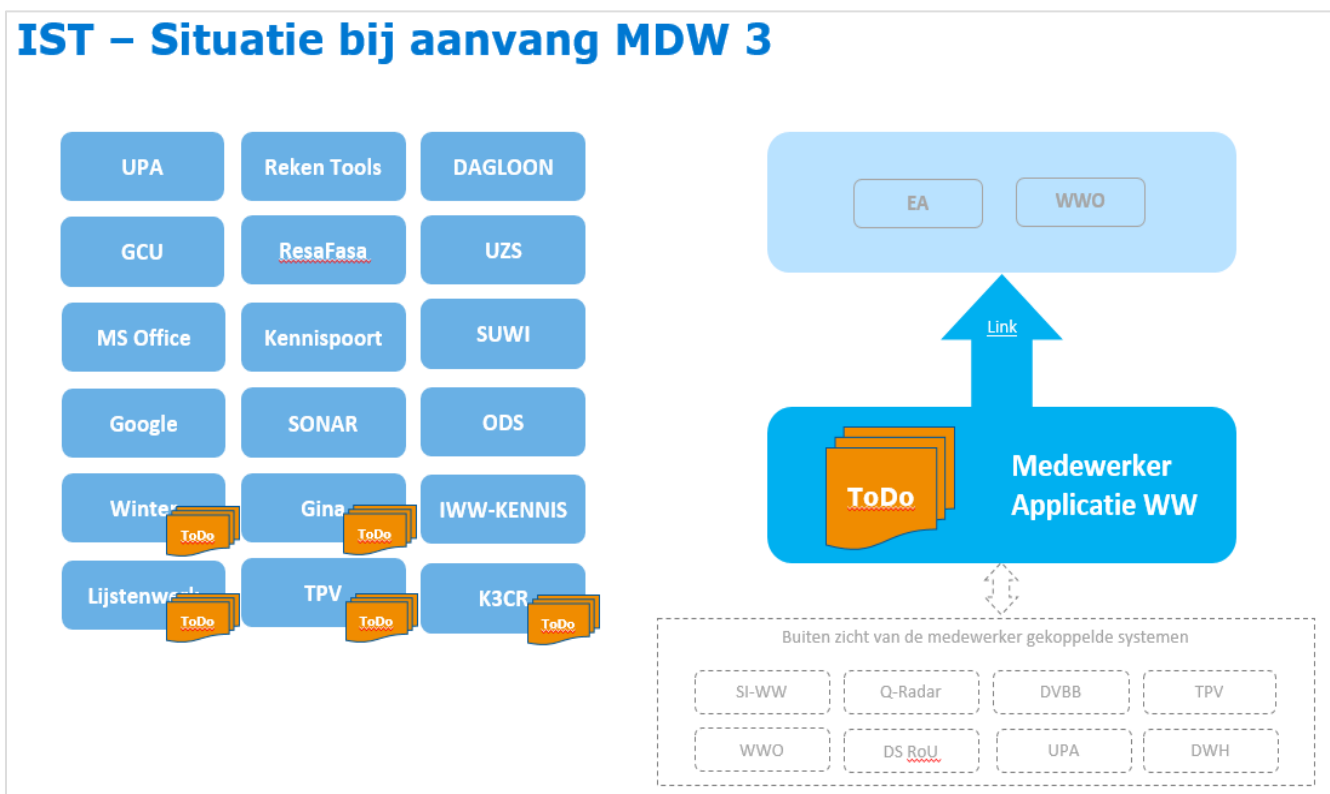 IST – Situatie bij aanvang MDW 3
UPA
Reken Tools
DAGLOON
GCU
ResaFasa
UZS
MS Office
Kennispoort
SUWI
Google
SONAR
ODS
Winter
ToDo
Gina
ToDo
IWW-KENNIS
Lijstenwerk
ToDo
TPV
ToDo
K3CR
ToDo
EA
WWO
Link
ToDo
Medewerker
Applicatie WW
Buiten zicht van de medewerker gekoppelde systemen
SI-WW
Q-Radar
DVBB
TPV
WWO
DS RoU
UPA
DWH